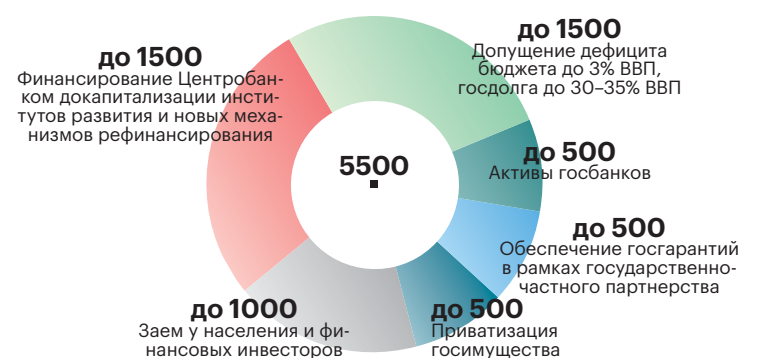 до 1500
Финансирование Центробан-
ком докапитализации инсти-
тутов развития и новых меха-
низмов рефинансирования
до 1500
Допущение дефицита
бюджета до 3% ВВП,
госдолга до 30–35% ВВП
5500
до 500
Активы госбанков
до 500
Обеспечение госгарантий
в рамках государственно-
частного партнерства
до 1000
Заем у населения и фи-
нансовых инвесторов
до 500
Приватизация
госимущества